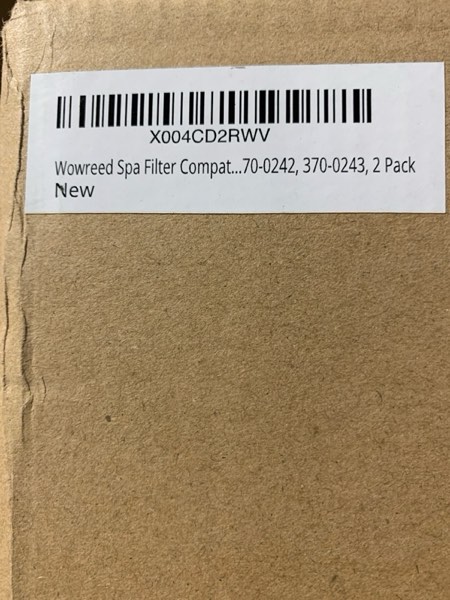 X004CD2RWV
Wowreed Spa Filter Compat...70-0242, 370-0243, 2 Pack
New